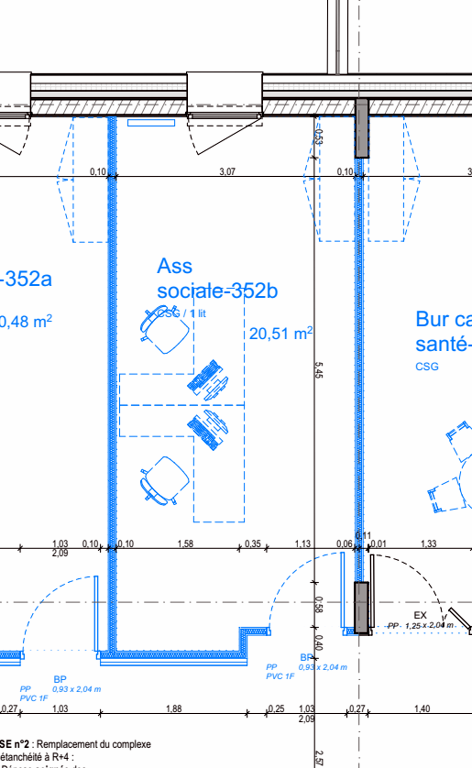 0,53
0,10
3,07
0,10
3
-352a
0,48 m²
Ass
sociale-352b
CSG / 1 lit
20,51 m²
Bur ca
santé-
CSG
5,45
1,03
2,09
0,10
0,10
1,58
0,35
1,13
0,06
0,11
0,01
1,33
0,58
0,40
EX
PP 1,25 x 2,04 m
BP
PP 0,93 x 2,04 m
PVC 1F
BP
PP 0,93 x 2,04 m
PVC 1F
0,27
1,03
1,88
0,25
1,03
2,09
0,27
1,40
2,5
SE n°2 : Remplacement du complexe
étanchéité à R+4 :